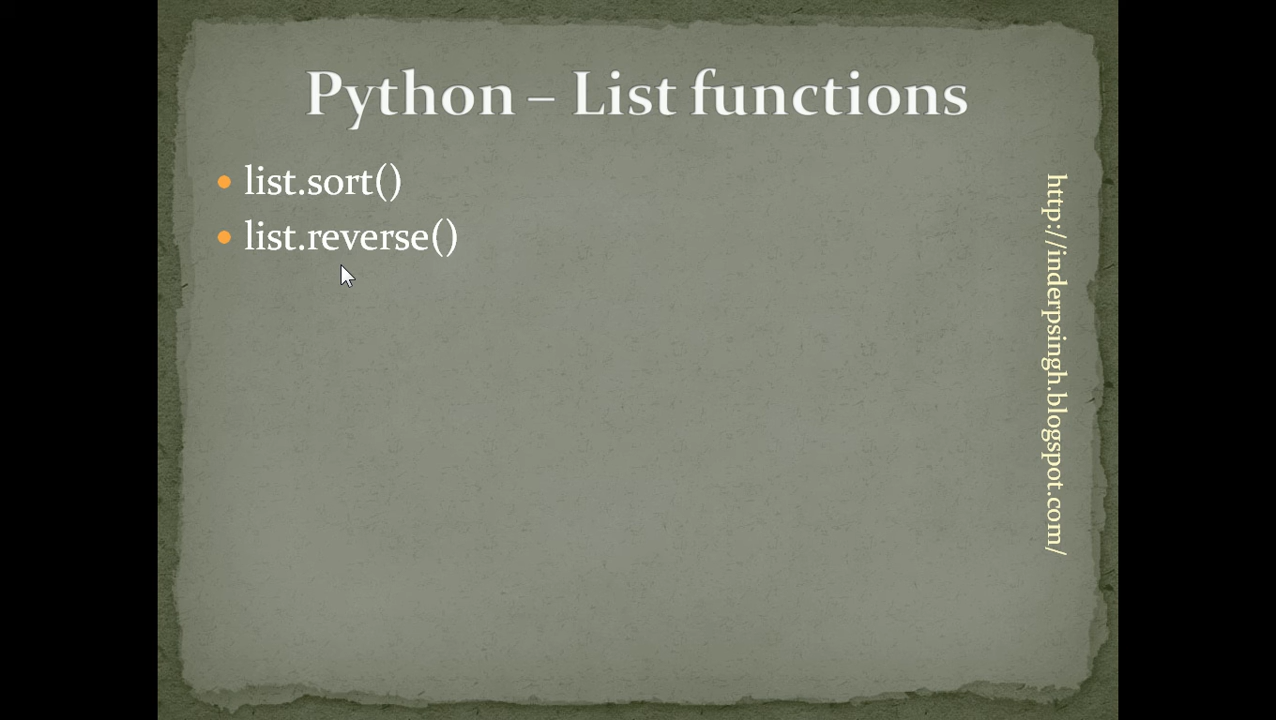 Python – List functions
list.sort()
list.reverse()
http://inderpsingh.blogspot.com/